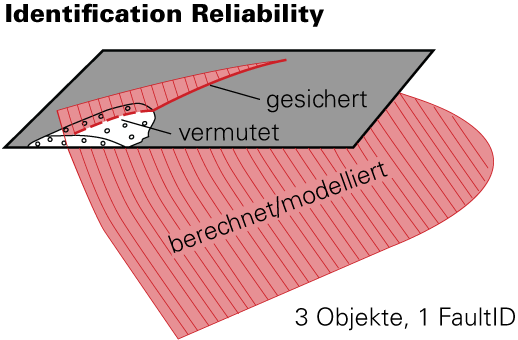 Identification Reliability
gesichert
vermutet
berechnet/modelliert
3 Objekte, 1 FaultID